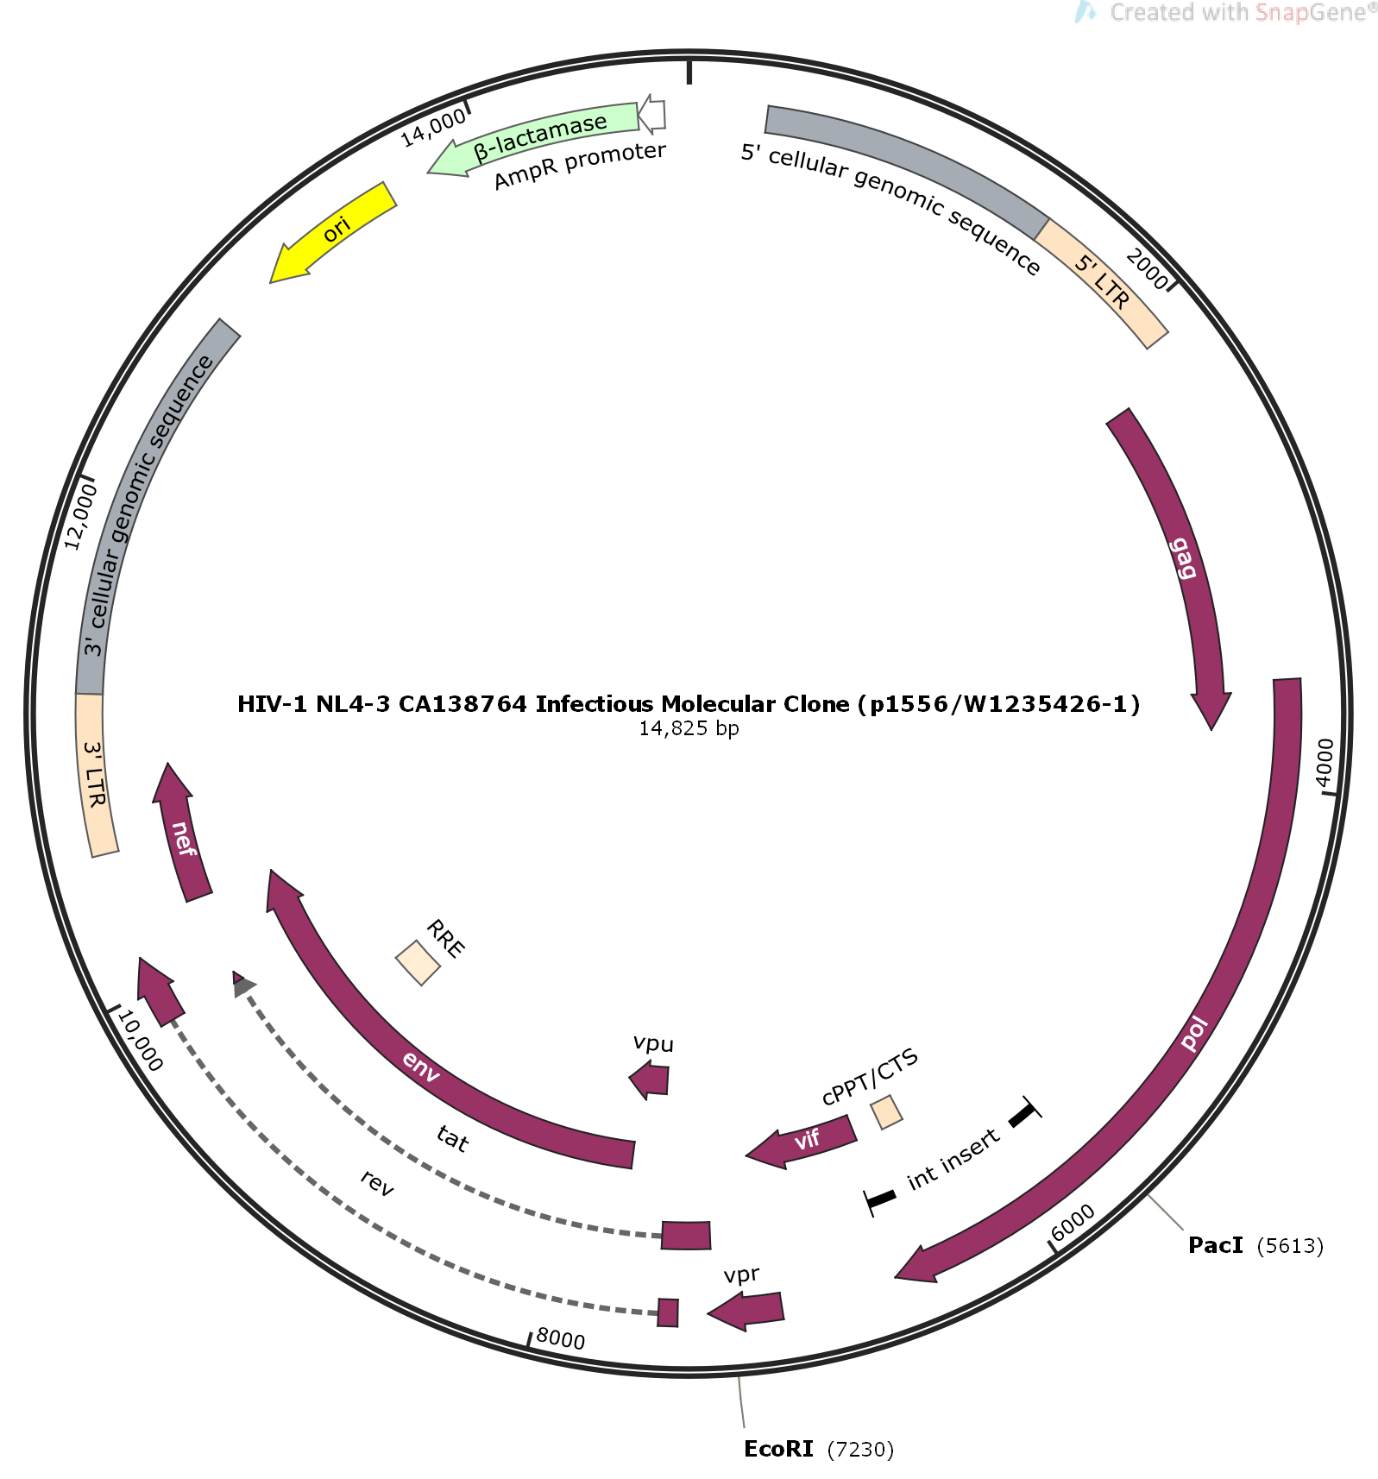 Created with SnapGene®
14,000
β-lactamase
AmpR promoter
5' cellular genomic sequence
5' LTR
2000
ori
3' cellular genomic sequence
12,000
gag
HIV-1 NL4-3 CA138764 Infectious Molecular Clone (p1556/W1235426-1)
14,825 bp
4000
3' LTR
nef
RRE
10,000
env
vpu
cPPT/CTS
pol
vif
int insert
tat
rev
6000
PacI (5613)
vpr
8000
EcoRI (7230)